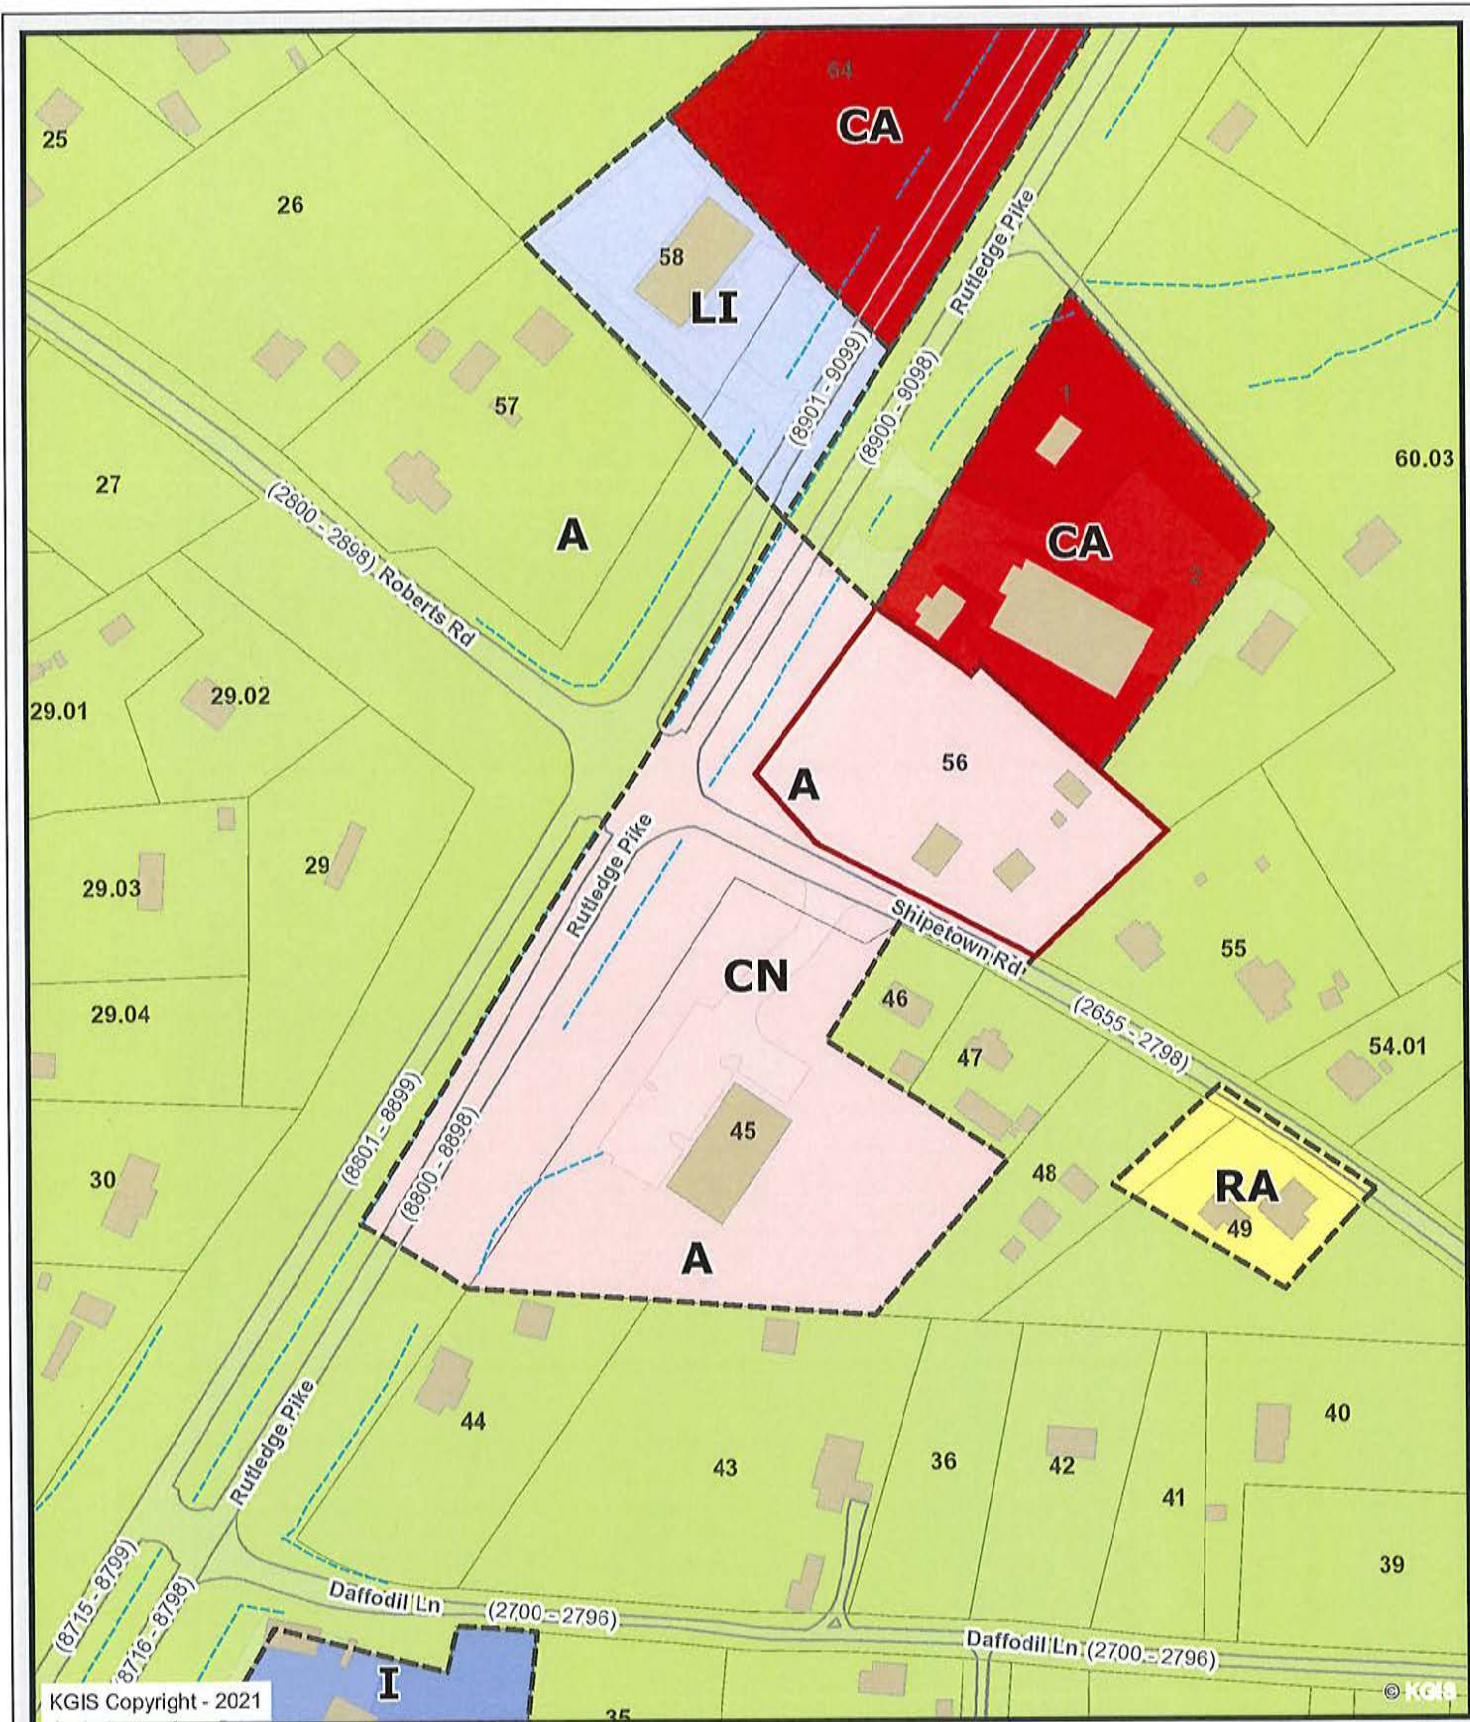 64
CA
25
26
58
LI
Rutledge Pike
(8901 - 9099)
(8900 - 9098)
1
57
60.03
27
(2800 - 2898) Roberts Rd
A
CA
2
29.01
29.02
56
A
Rutledge Pike
29
29.03
Shipetown Rd
55
CN
46
29.04
(2655 - 2798)
47
54.01
(8801 - 8899)
(8800 - 8898)
45
30
48
RA
49
A
Rutledge Pike
44
40
43
36
42
41
39
(8715 - 8799)
(8716 - 8798)
Daffodil Ln
(2700 - 2796)
Daffodil Ln (2700 - 2796)
I
KGIS Copyright - 2021
© KGIS
35